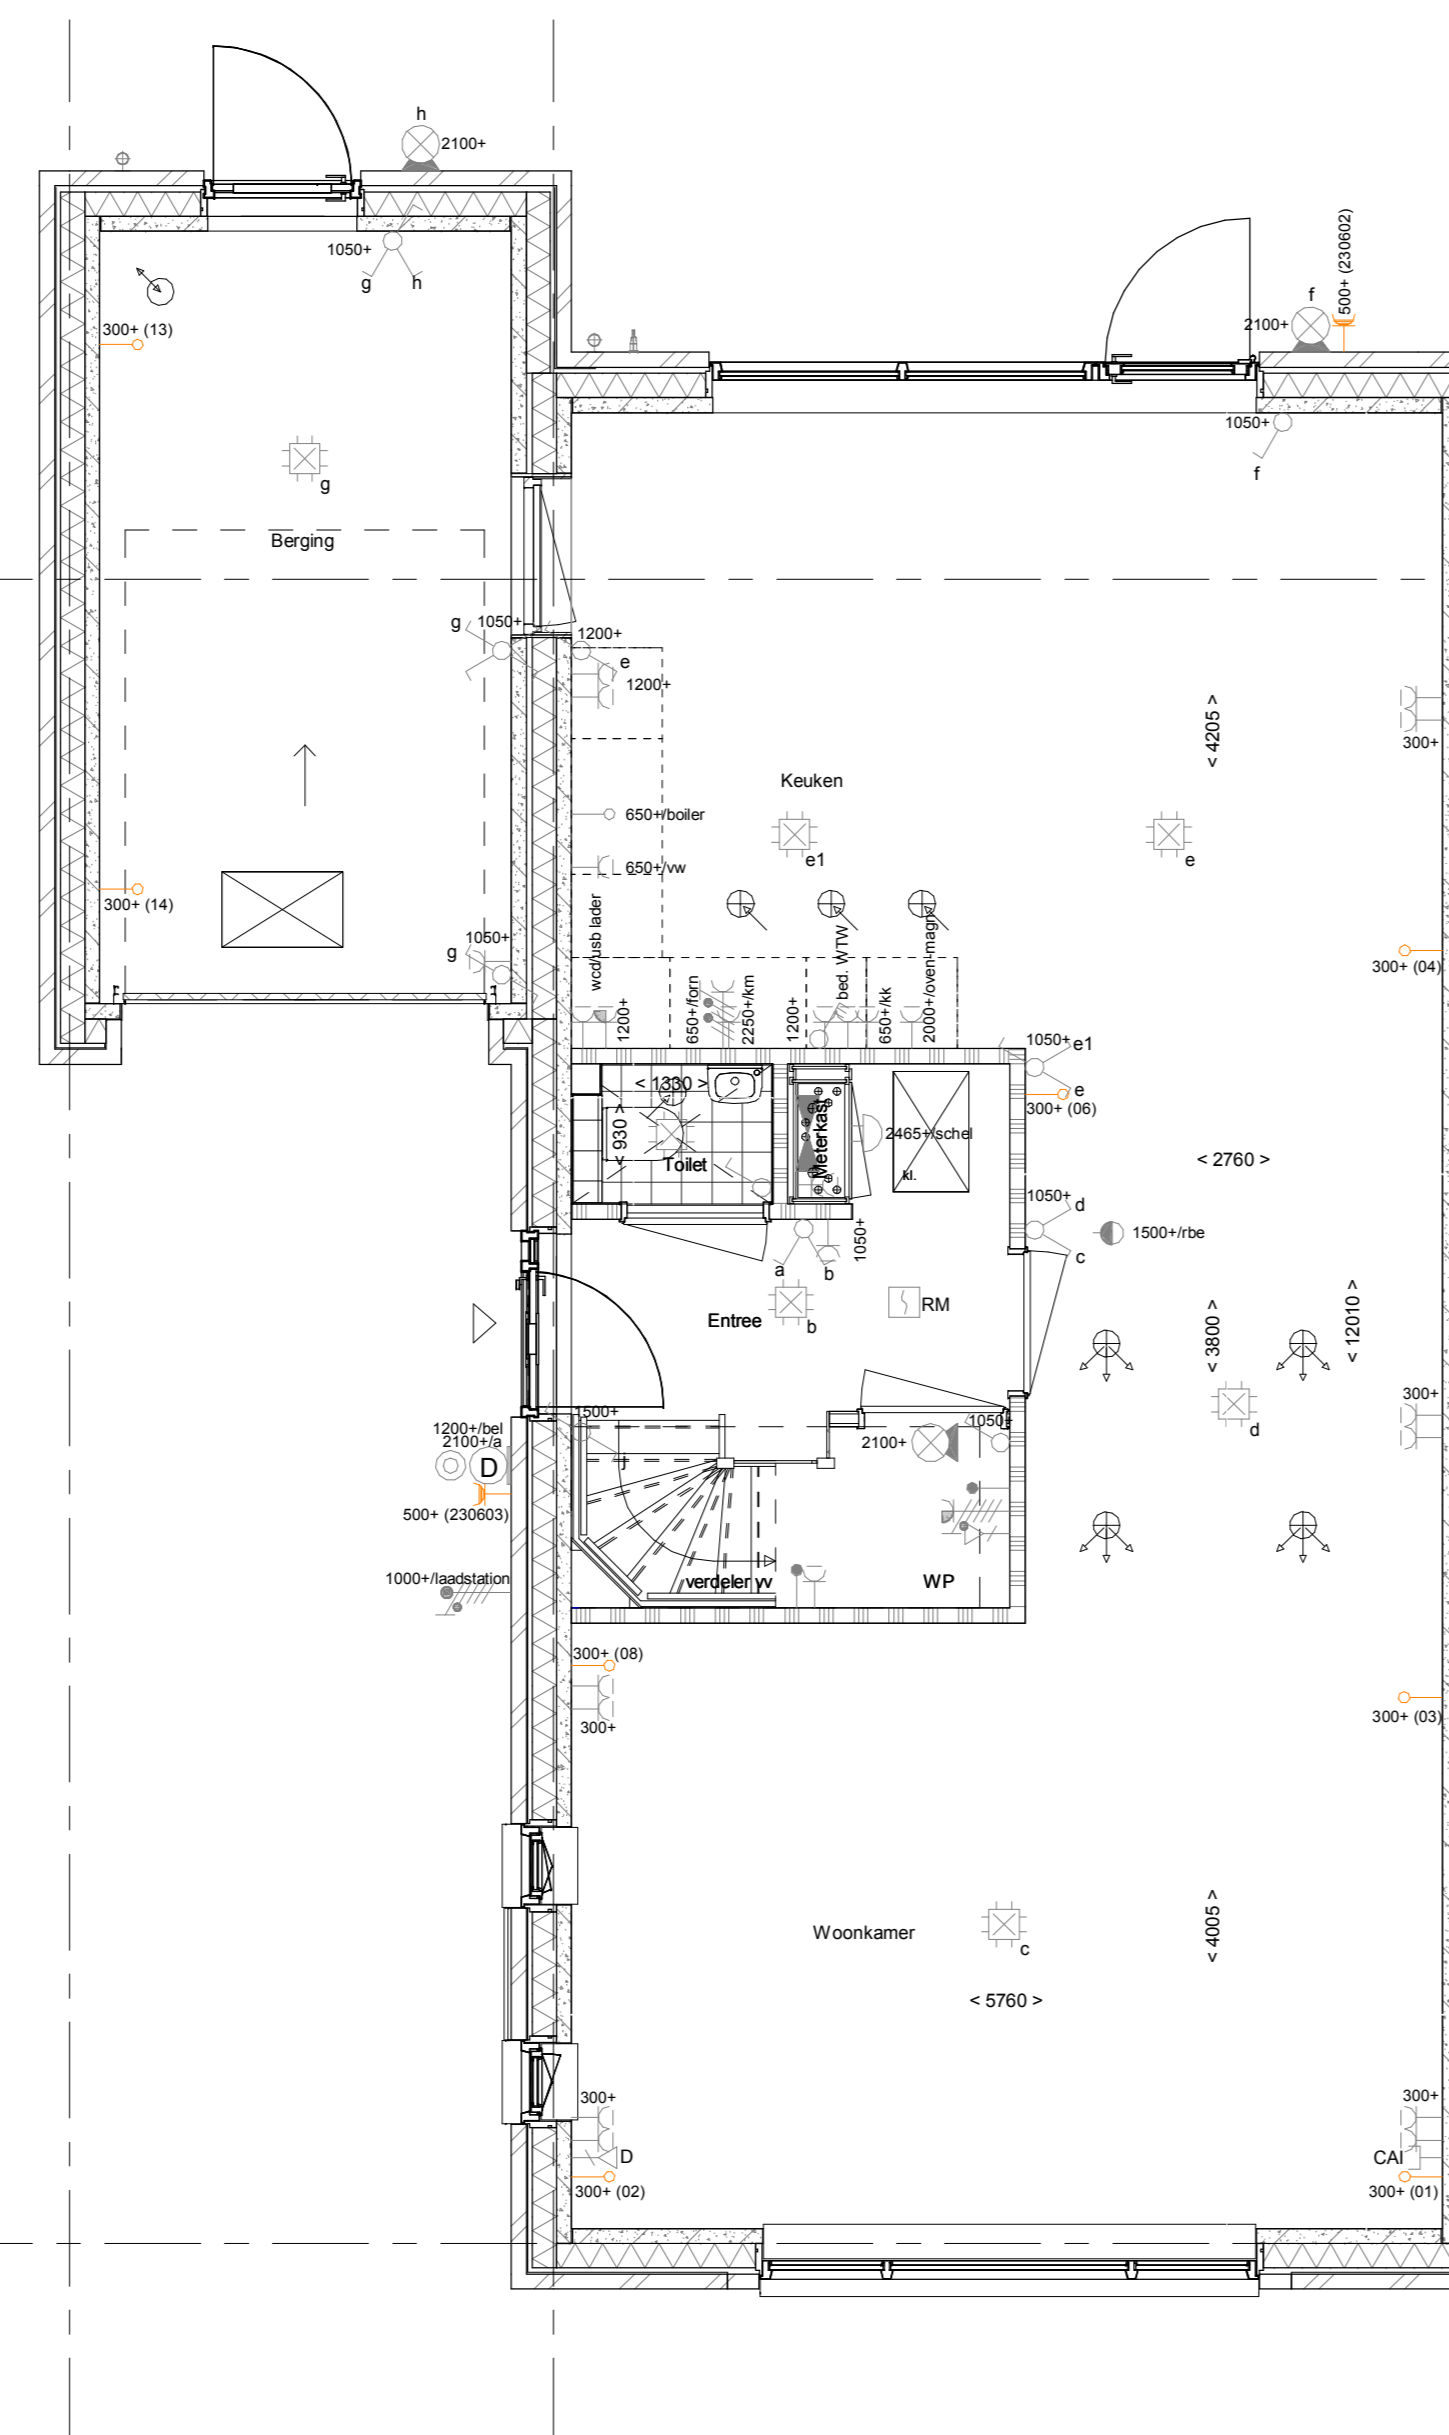 h
2100+
1050+
g
h
500+ (230602)
f
2100+
300+ (13)
1050+
f
g
Berging
g
1050+
1200+
e
1200+
< 4205 >
300+
Keuken
650+/boiler
e1
e
650+/vw
300+ (14)
wcd/usb lader
bed. WTW
g
1050+
300+ (04)
1200+
650+/forn
2250+/km
1200+
650+/kk
2000+/oven-magn
1050+
e1
e
300+ (06)
< 1330 >
< 930 >
Toilet
Meterkast
2465+/schel
kl.
< 2760 >
1050+
d
c
1500+/rbe
1050+
a
b
Entree
b
RM
< 3800 >
< 12010 >
300+
d
1500+
j
1200+/bel
2100+/a
D
500+ (230603)
2100+
1050+
1000+/laadstation
verdeler vv
WP
300+ (08)
300+
300+ (03)
Woonkamer
c
< 4005 >
< 5760 >
300+
D
300+ (02)
300+
CAI
300+ (01)